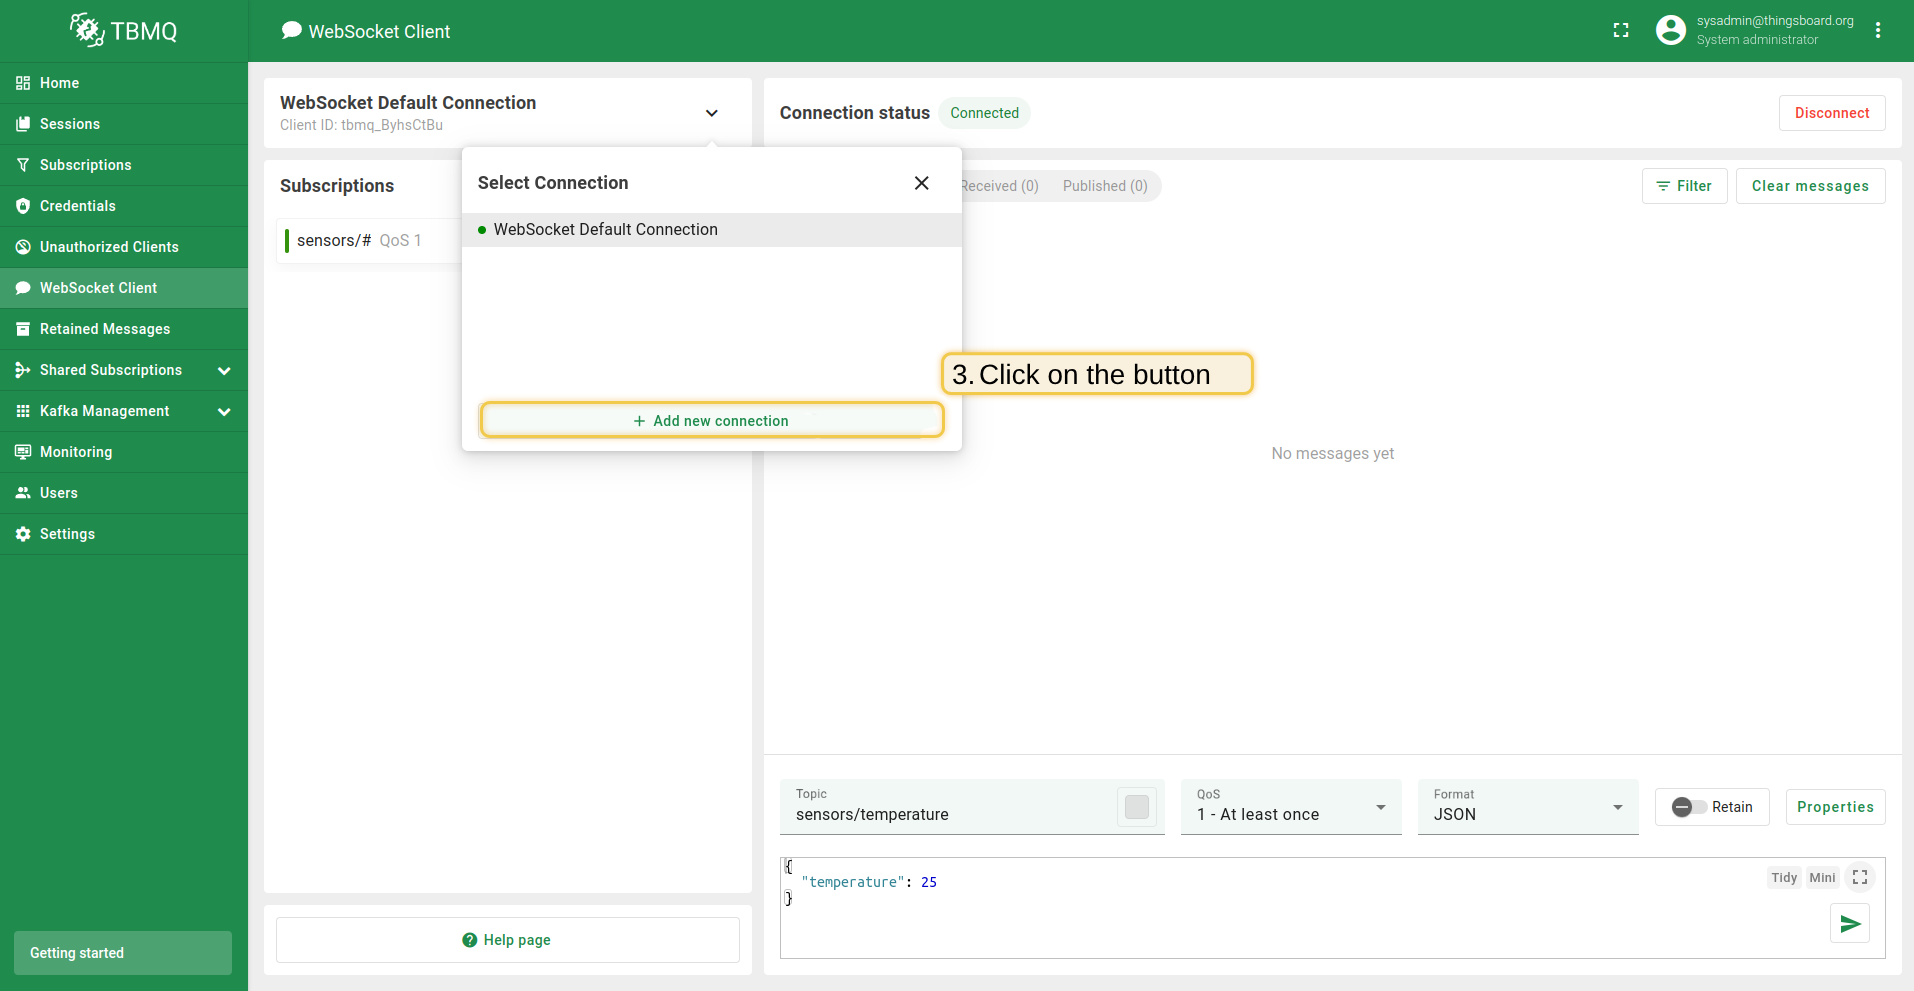 TBMQ
WebSocket Client
sysadmin@thingsboard.org
System administrator
Home
Sessions
Subscriptions
Credentials
Unauthorized Clients
WebSocket Client
Retained Messages
Shared Subscriptions
Kafka Management
Monitoring
Users
Settings
Getting started
WebSocket Default Connection
Client ID: tbmq_ByhsCtBu
Connection status
Connected
Disconnect
Subscriptions
sensors/# QoS 1
Select Connection
WebSocket Default Connection
Add new connection
3. Click on the button
Received (0)
Published (0)
Filter
Clear messages
No messages yet
Topic
sensors/temperature
QoS
1 - At least once
Format
JSON
Retain
Properties
{
"temperature": 25
}
Tidy
Mini
Help page